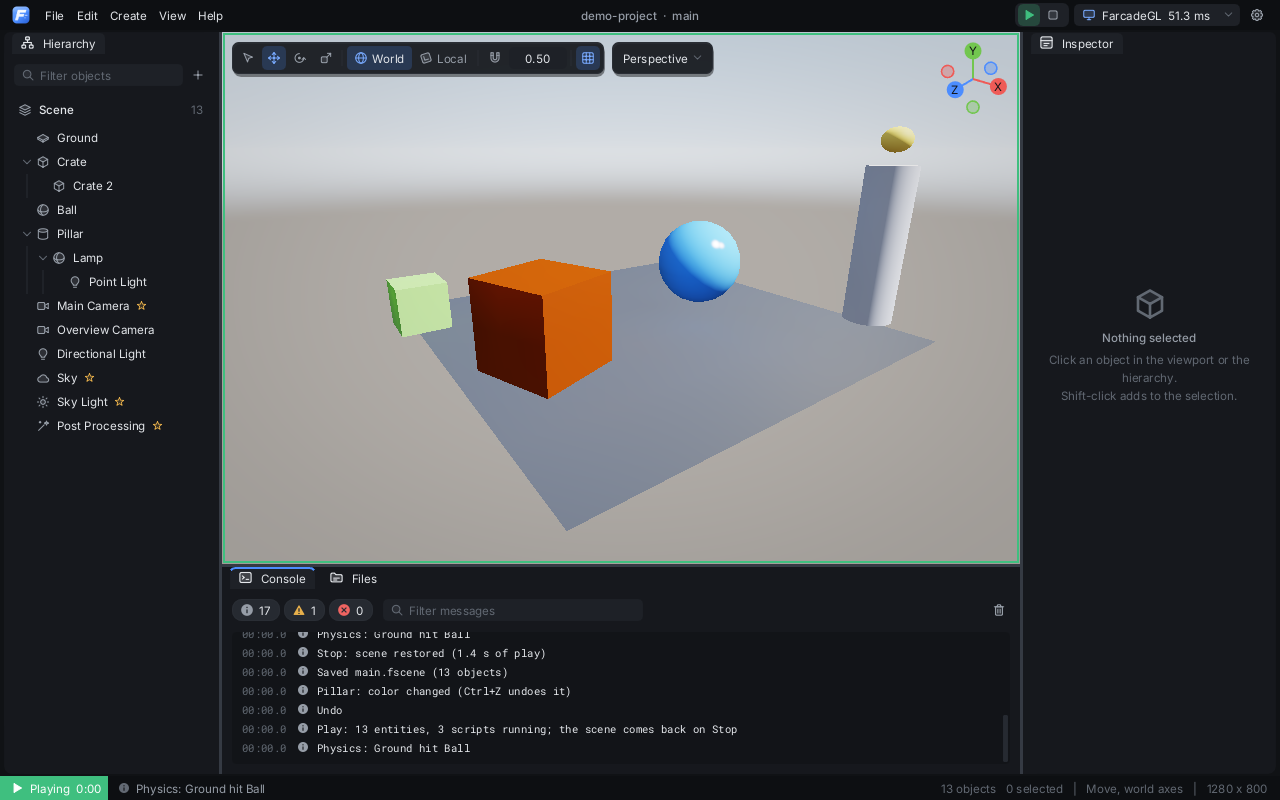 File Edit Create View Help
demo-project · main
FarcadeGL 51.3 ms
Hierarchy
Filter objects
Scene 13
Ground
Crate
Crate 2
Ball
Pillar
Lamp
Point Light
Main Camera
Overview Camera
Directional Light
Sky
Sky Light
Post Processing
World Local 0.50 Perspective
Y
X
Z
Inspector
Nothing selected
Click an object in the viewport or the
hierarchy.
Shift-click adds to the selection.
Console Files
17 1 0 Filter messages
00:00.0 Physics: Ground hit Ball
00:00.0 Stop: scene restored (1.4 s of play)
00:00.0 Saved main.fscene (13 objects)
00:00.0 Pillar: color changed (Ctrl+Z undoes it)
00:00.0 Undo
00:00.0 Play: 13 entities, 3 scripts running; the scene comes back on Stop
00:00.0 Physics: Ground hit Ball
Playing 0:00 Physics: Ground hit Ball 13 objects 0 selected | Move, world axes | 1280 x 800